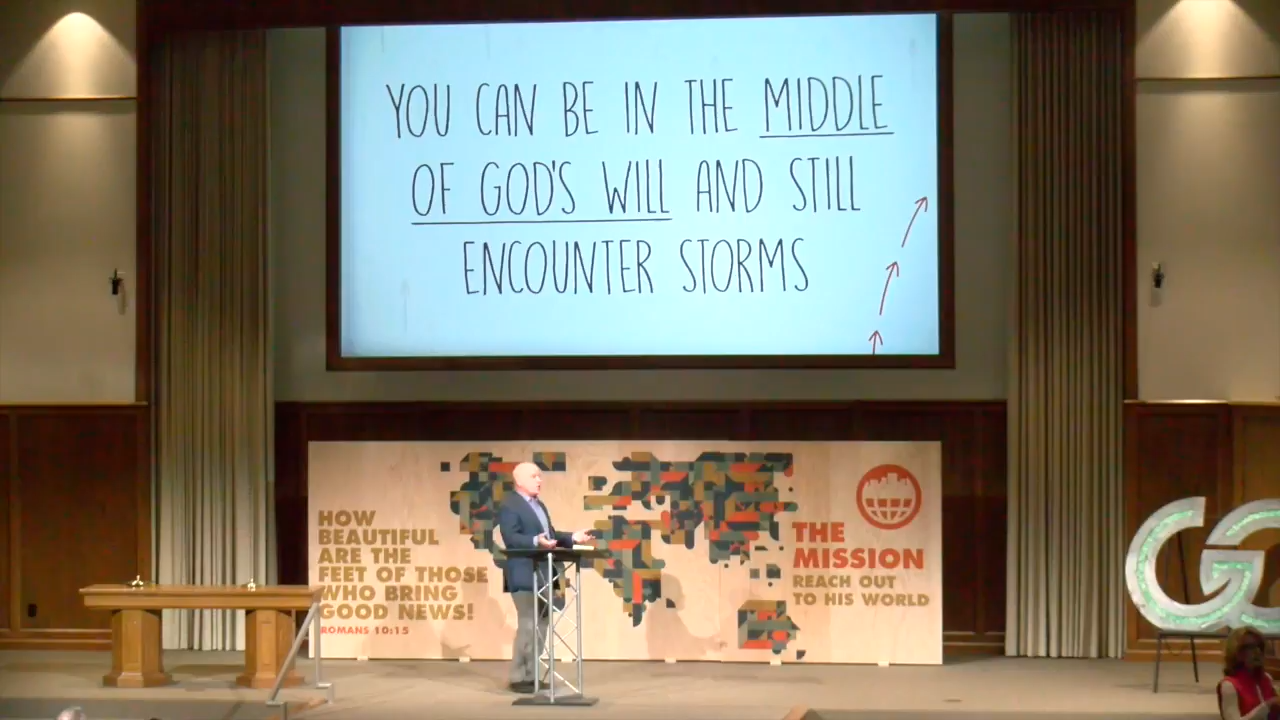 YOU CAN BE IN THE MIDDLE
OF GOD'S WILL AND STILL
ENCOUNTER STORMS
HOW
BEAUTIFUL
ARE THE
FEET OF THOSE
WHO BRING
GOOD NEWS!
ROMANS 10:15
THE
MISSION
REACH OUT
TO HIS WORLD
GO